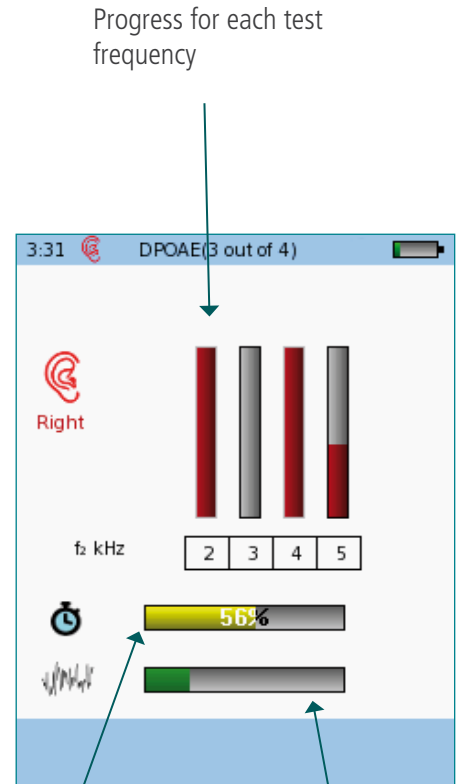 Progress for each test
frequency
3:31 DPOAE(3 out of 4)
Right
f₂ kHz 2 3 4 5
56%